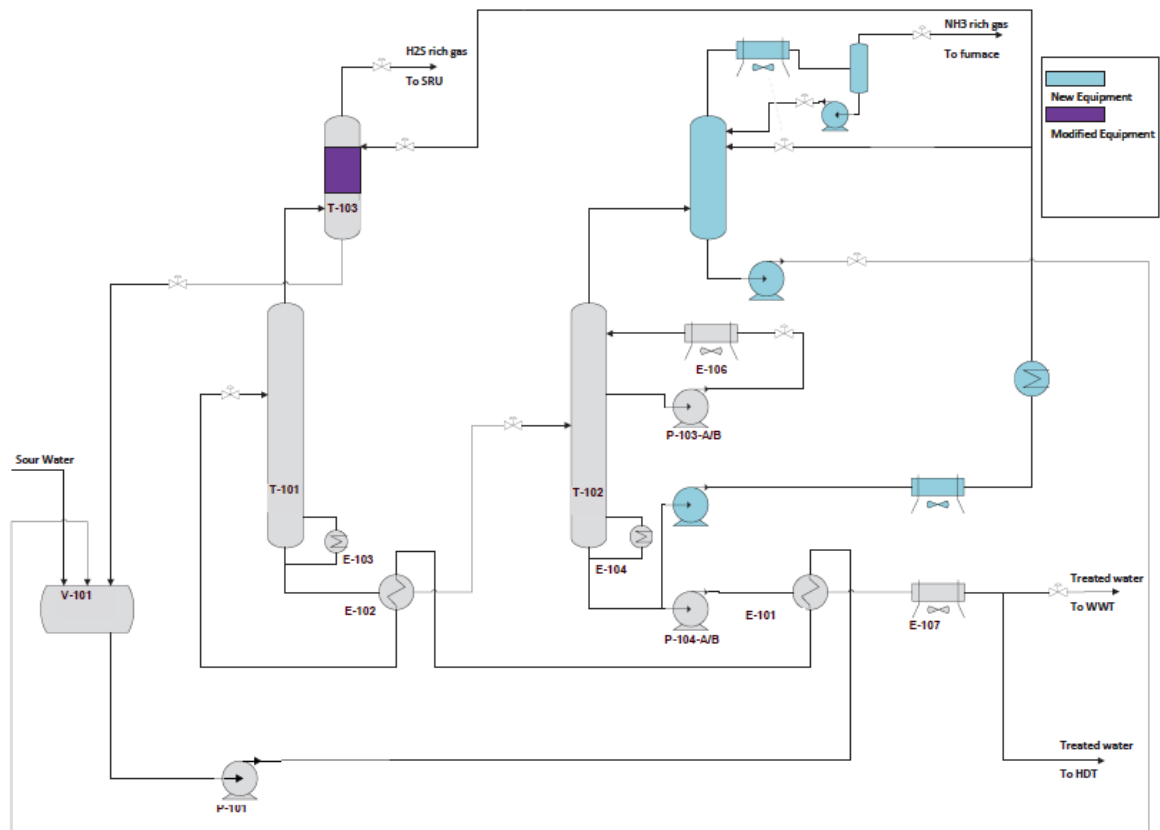 H2S rich gas
To SRU
NH3 rich gas
To furnace
New Equipment
Modified Equipment
T-103
E-106
P-103-A/B
Sour Water
T-101
T-102
E-103
E-104
V-101
E-102
E-101
P-104-A/B
E-107
Treated water
To WWT
Treated water
To HDT
P-101